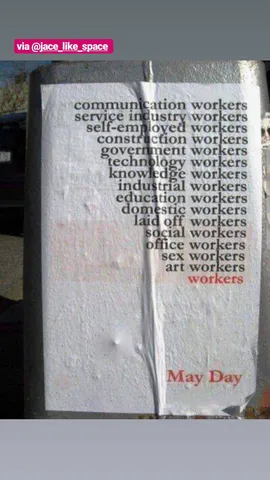 via @jace_like_space
communication workers
service industry workers
self-employed workers
construction workers
government workers
technology workers
knowledge workers
industrial workers
education workers
domestic workers
laid off workers
social workers
office workers
sex workers
art workers
workers
May Day